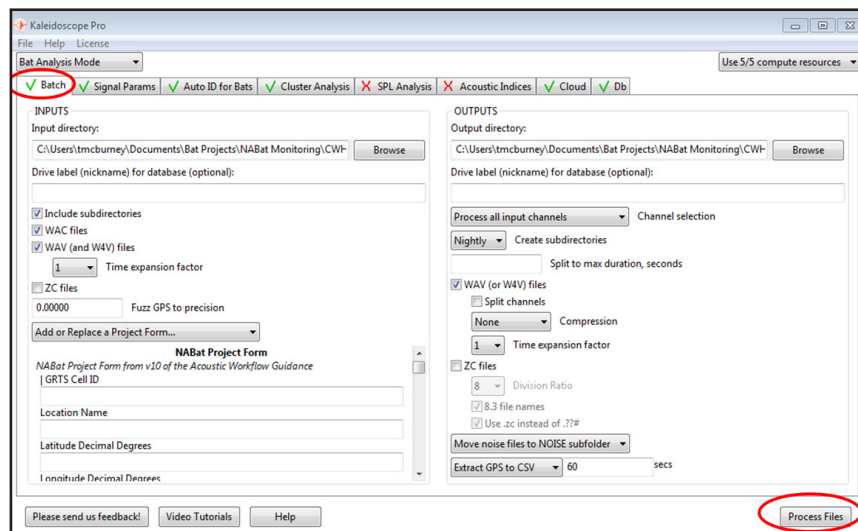 Kaleidoscope Pro
File Help License
Bat Analysis Mode
Use 5/5 compute resources
Batch Signal Params Auto ID for Bats Cluster Analysis SPL Analysis Acoustic Indices Cloud Db
INPUTS
Input directory:
C:\Users\tmcburney\Documents\Bat Projects\NABat Monitoring\CWH
Browse
Drive label (nickname) for database (optional):
Include subdirectories
WAC files
WAV (and W4V) files
1 Time expansion factor
ZC files
0.00000 Fuzz GPS to precision
Add or Replace a Project Form...
NABat Project Form
NABat Project Form from v10 of the Acoustic Workflow Guidance
| GRTS Cell ID
Location Name
Latitude Decimal Degrees
Longitude Decimal Degrees
OUTPUTS
Output directory:
C:\Users\tmcburney\Documents\Bat Projects\NABat Monitoring\CWH
Browse
Drive label (nickname) for database (optional):
Process all input channels Channel selection
Nightly Create subdirectories
Split to max duration, seconds
WAV (or W4V) files
Split channels
None Compression
1 Time expansion factor
ZC files
8 Division Ratio
8.3 file names
Use .zc instead of .??#
Move noise files to NOISE subfolder
Extract GPS to CSV 60 secs
Please send us feedback! Video Tutorials Help
Process Files